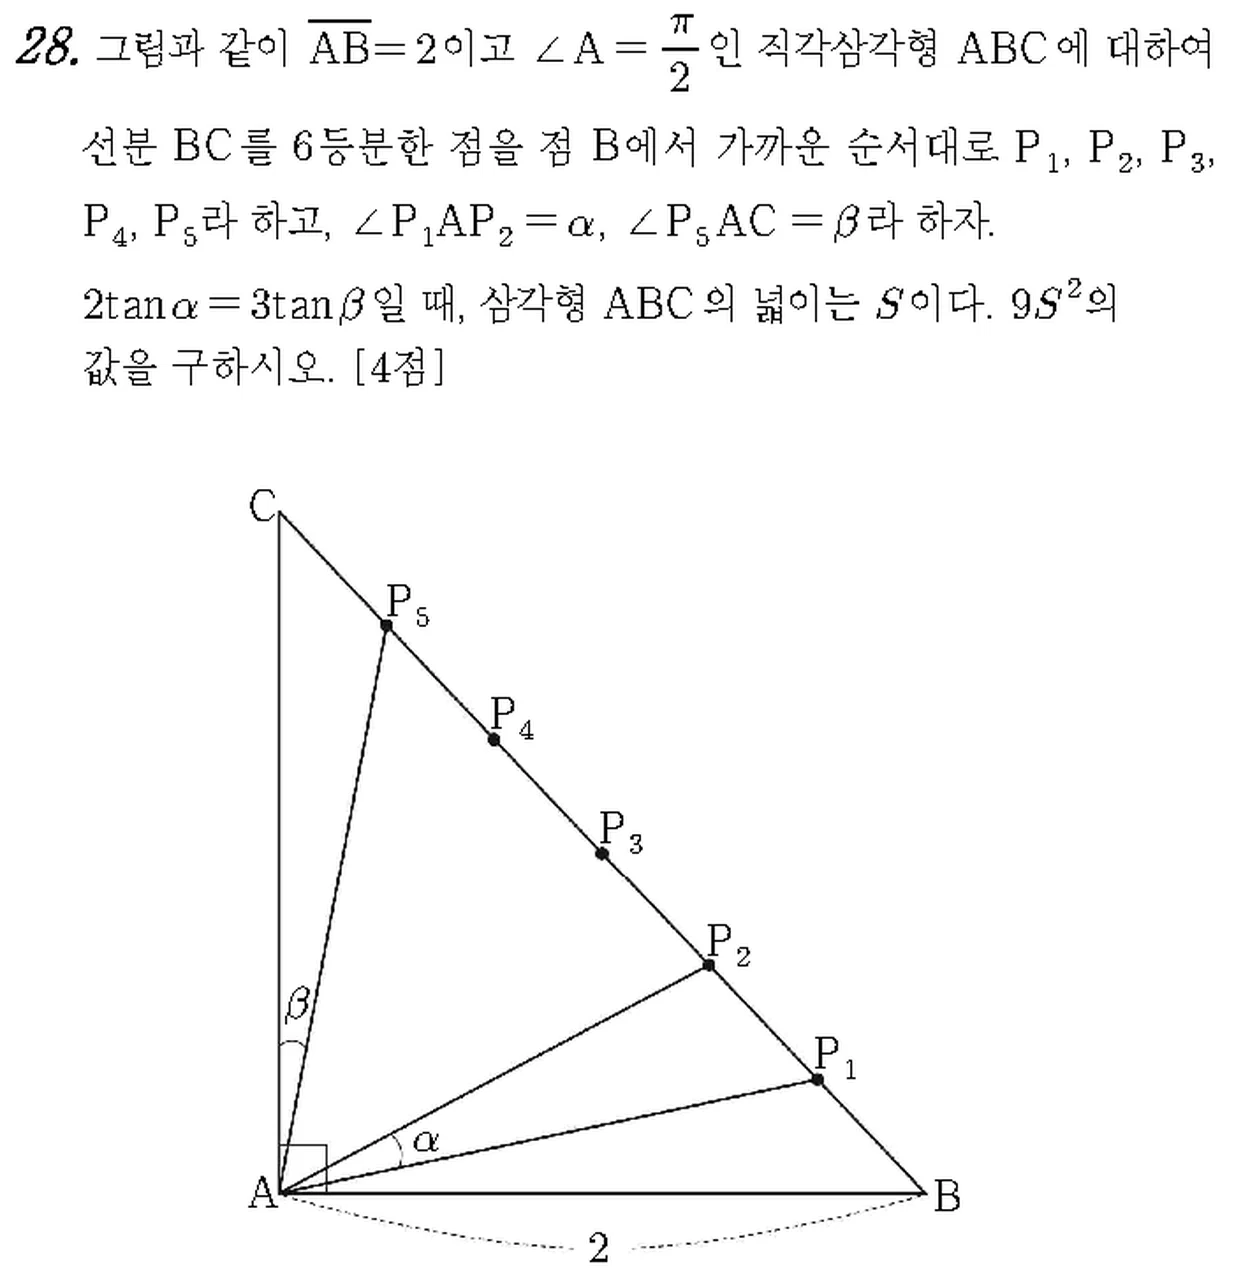 28. 그림과 같이 AB=2이고 ∠A=π/2인 직각삼각형 ABC에 대하여
선분 BC를 6등분한 점을 점 B에서 가까운 순서대로 P₁, P₂, P₃,
P₄, P₅라 하고, ∠P₁AP₂=α, ∠P₅AC=β라 하자.
2tanα=3tanβ일 때, 삼각형 ABC의 넓이는 S이다. 9S²의
값을 구하시오. [4점]
C
P₅
P₄
P₃
P₂
β
P₁
α
A
B
2